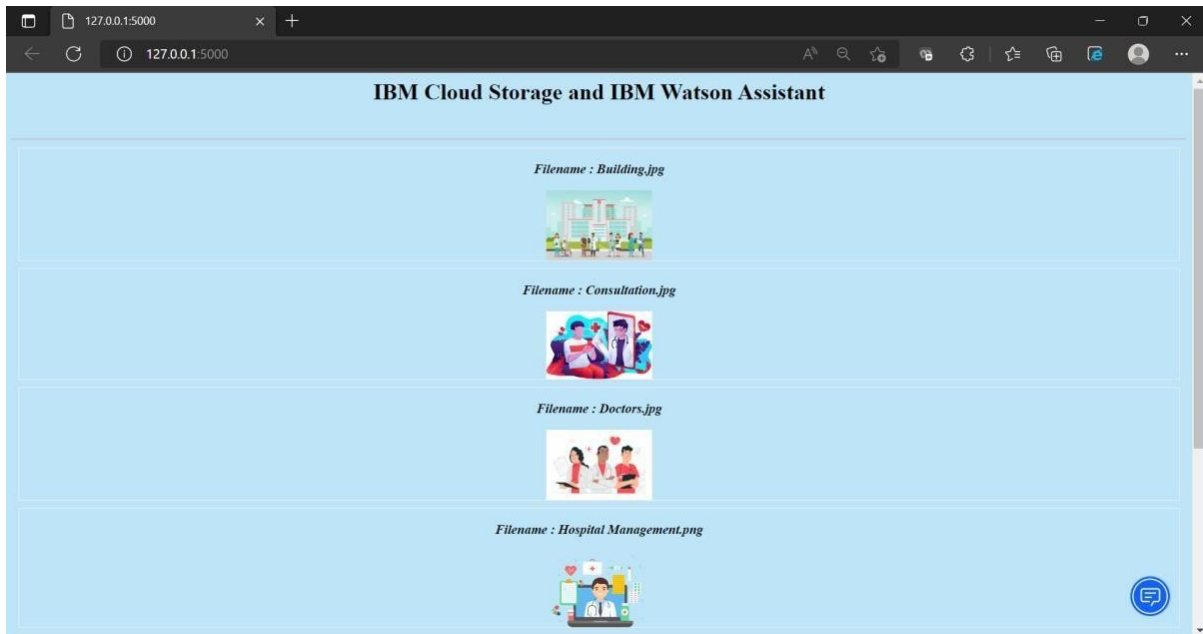 127.0.0.1:5000
127.0.0.1:5000
IBM Cloud Storage and IBM Watson Assistant
Filename : Building.jpg
Filename : Consultation.jpg
Filename : Doctors.jpg
Filename : Hospital Management.png